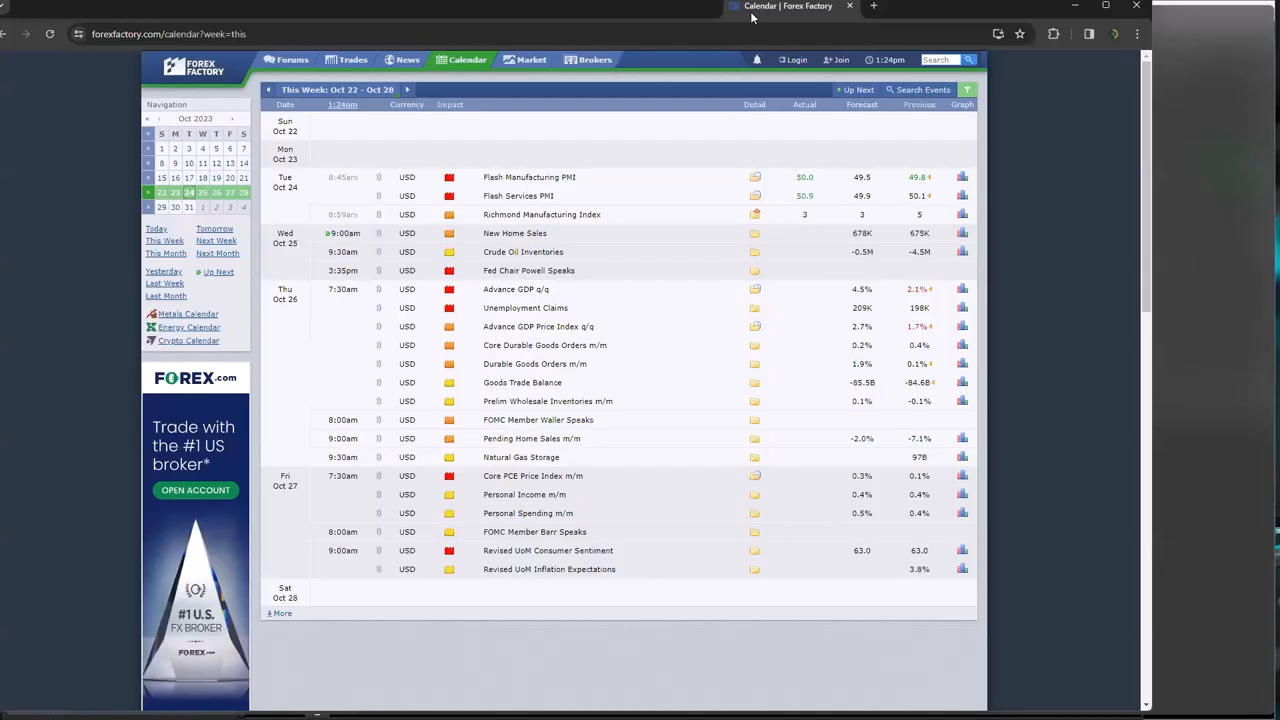 Calendar | Forex Factory
forexfactory.com/calendar?week=this
FOREX FACTORY Forums Trades News Calendar Market Brokers Login Join 1:24pm Search
Navigation
Oct 2023
S M T W T F S
1 2 3 4 5 6 7
8 9 10 11 12 13 14
15 16 17 18 19 20 21
22 23 24 25 26 27 28
29 30 31 1 2 3 4
Today Tomorrow
This Week Next Week
This Month Next Month
Yesterday Up Next
Last Week
Last Month
Metals Calendar
Energy Calendar
Crypto Calendar
FOREX.com
Trade with
the #1 US
broker*
OPEN ACCOUNT
#1 U.S.
FX BROKER
FOREX.com
This Week: Oct 22 - Oct 28 Up Next Search Events
Date 1:24pm Currency Impact Detail Actual Forecast Previous Graph
Sun
Oct 22
Mon
Oct 23
Tue
Oct 24
8:45am USD Flash Manufacturing PMI 50.0 49.5 49.8
USD Flash Services PMI 50.9 49.9 50.1
8:59am USD Richmond Manufacturing Index 3 3 5
Wed
Oct 25
9:00am USD New Home Sales 678K 675K
9:30am USD Crude Oil Inventories -0.5M -4.5M
3:35pm USD Fed Chair Powell Speaks
Thu
Oct 26
7:30am USD Advance GDP q/q 4.5% 2.1%
USD Unemployment Claims 209K 198K
USD Advance GDP Price Index q/q 2.7% 1.7%
USD Core Durable Goods Orders m/m 0.2% 0.4%
USD Durable Goods Orders m/m 1.9% 0.1%
USD Goods Trade Balance -85.5B -84.6B
USD Prelim Wholesale Inventories m/m 0.1% -0.1%
8:00am USD FOMC Member Waller Speaks
9:00am USD Pending Home Sales m/m -2.0% -7.1%
9:30am USD Natural Gas Storage 97B
Fri
Oct 27
7:30am USD Core PCE Price Index m/m 0.3% 0.1%
USD Personal Income m/m 0.4% 0.4%
USD Personal Spending m/m 0.5% 0.4%
8:00am USD FOMC Member Barr Speaks
9:00am USD Revised UoM Consumer Sentiment 63.0 63.0
USD Revised UoM Inflation Expectations 3.8%
Sat
Oct 28
More